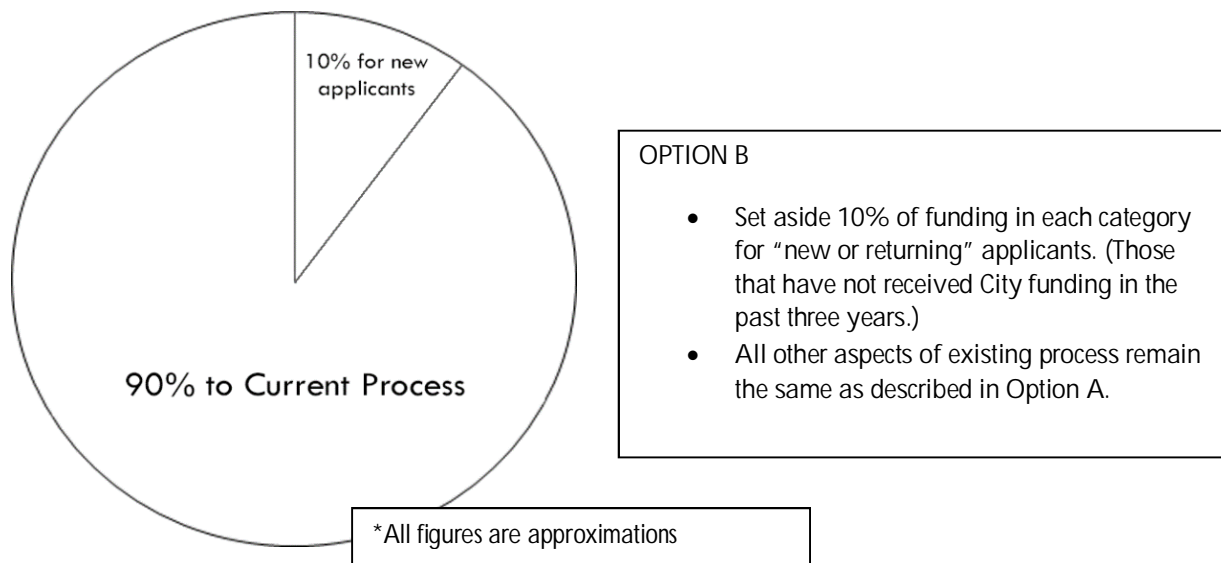 10% for new
applicants
90% to Current Process
OPTION B
• Set aside 10% of funding in each category
for “new or returning” applicants. (Those
that have not received City funding in the
past three years.)
• All other aspects of existing process remain
the same as described in Option A.
*All figures are approximations